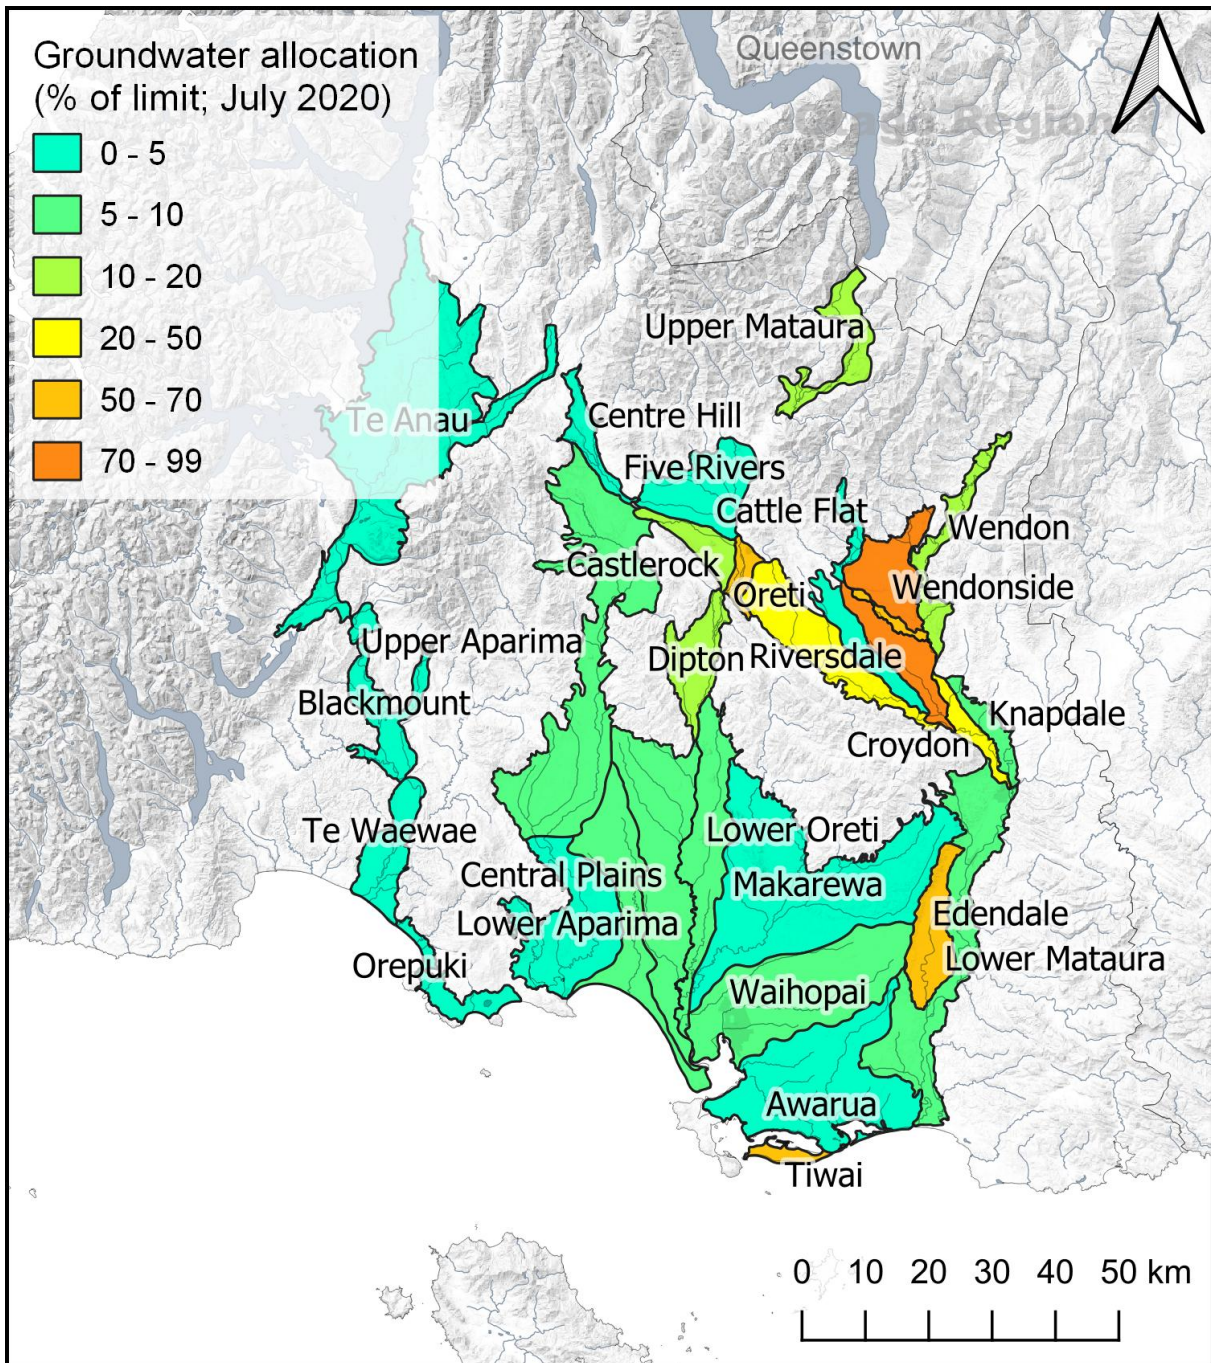 Groundwater allocation
(% of limit; July 2020)
0 - 5
5 - 10
10 - 20
20 - 50
50 - 70
70 - 99
Queenstown
Otago Region
Upper Mataura
Te Anau
Centre Hill
Five Rivers
Cattle Flat
Wendon
Castlerock
Oreti
Wendonside
Upper Aparima
Dipton
Riversdale
Blackmount
Knapdale
Croydon
Te Waewae
Lower Oreti
Central Plains
Makarewa
Lower Aparima
Edendale
Orepuki
Lower Mataura
Waihopai
Awarua
Tiwai
0 10 20 30 40 50 km